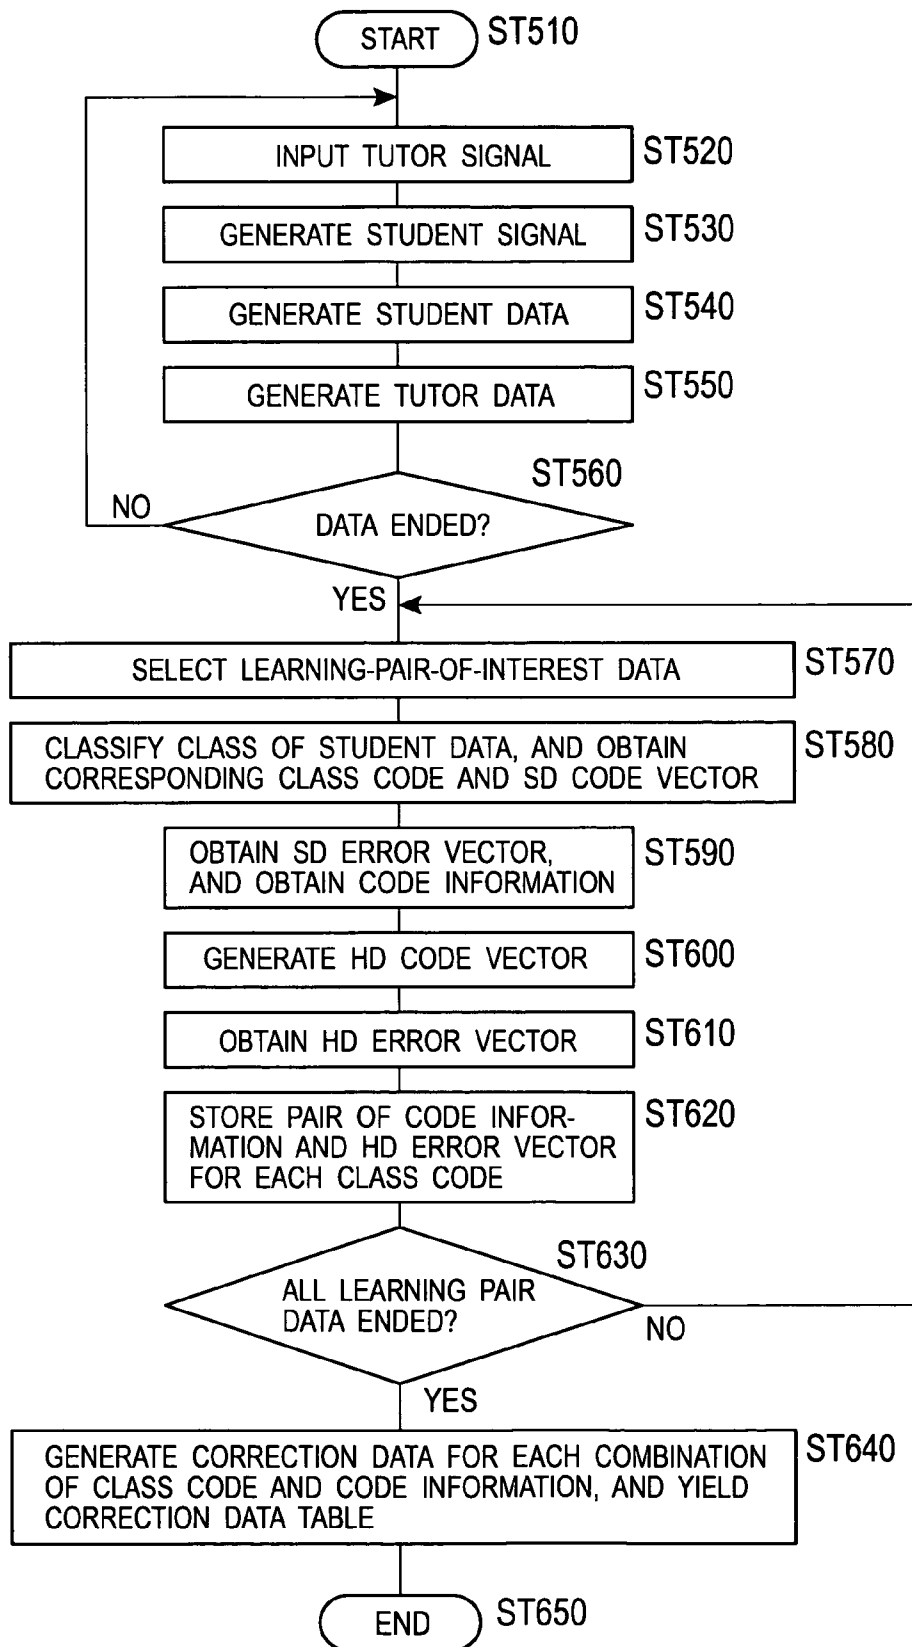 START
ST510
INPUT TUTOR SIGNAL
ST520
GENERATE STUDENT SIGNAL
ST530
GENERATE STUDENT DATA
ST540
GENERATE TUTOR DATA
ST550
ST560
NO
DATA ENDED?
YES
SELECT LEARNING-PAIR-OF-INTEREST DATA
ST570
CLASSIFY CLASS OF STUDENT DATA, AND OBTAIN
CORRESPONDING CLASS CODE AND SD CODE VECTOR
ST580
OBTAIN SD ERROR VECTOR,
AND OBTAIN CODE INFORMATION
ST590
GENERATE HD CODE VECTOR
ST600
OBTAIN HD ERROR VECTOR
ST610
STORE PAIR OF CODE INFOR-
MATION AND HD ERROR VECTOR
FOR EACH CLASS CODE
ST620
ST630
ALL LEARNING PAIR
DATA ENDED?
NO
YES
GENERATE CORRECTION DATA FOR EACH COMBINATION
OF CLASS CODE AND CODE INFORMATION, AND YIELD
CORRECTION DATA TABLE
ST640
END
ST650